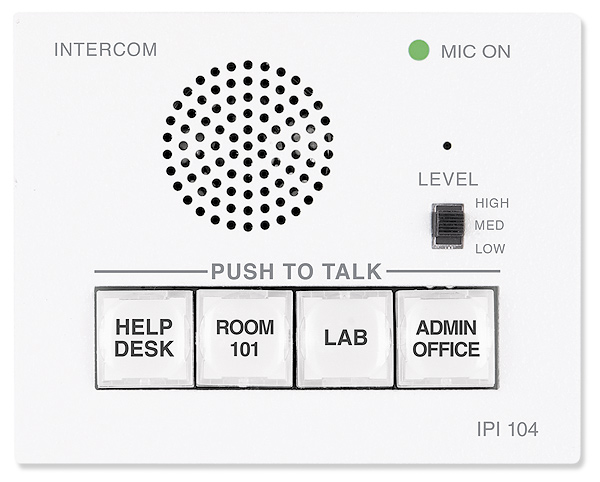 INTERCOM
MIC ON
LEVEL
HIGH
MED
LOW
PUSH TO TALK
HELP
DESK
ROOM
101
LAB
ADMIN
OFFICE
IPI 104